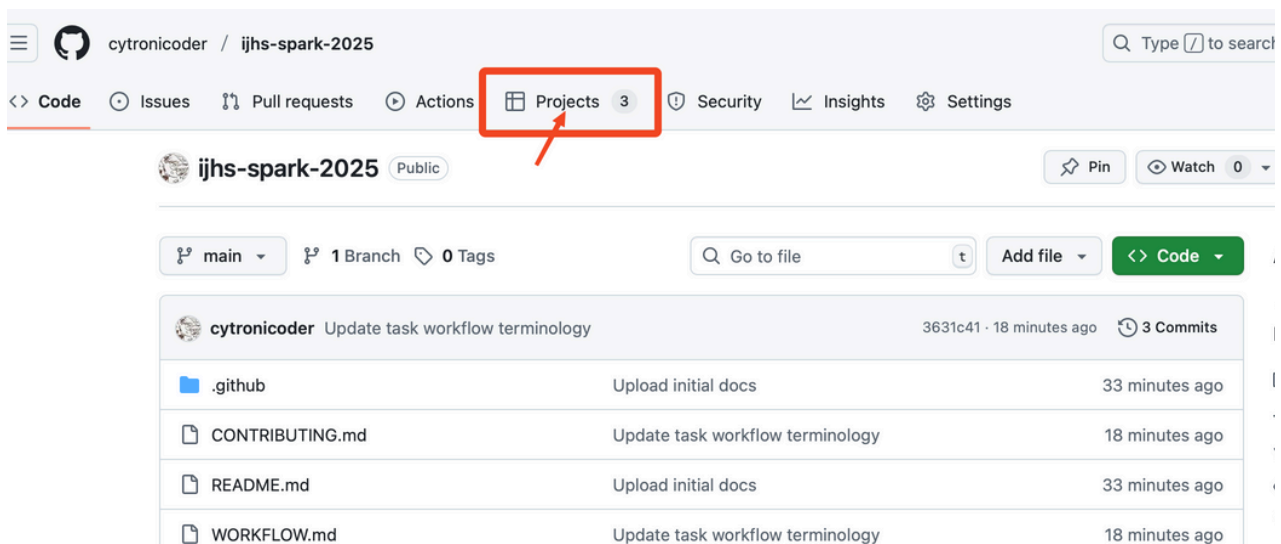 cytronicoder / ijhs-spark-2025
Type / to search
Code Issues Pull requests Actions Projects 3 Security Insights Settings
ijhs-spark-2025 Public Pin Watch 0
main 1 Branch 0 Tags Go to file t Add file Code
cytronicoder Update task workflow terminology 3631c41 · 18 minutes ago 3 Commits
.github Upload initial docs 33 minutes ago
CONTRIBUTING.md Update task workflow terminology 18 minutes ago
README.md Upload initial docs 33 minutes ago
WORKFLOW.md Update task workflow terminology 18 minutes ago